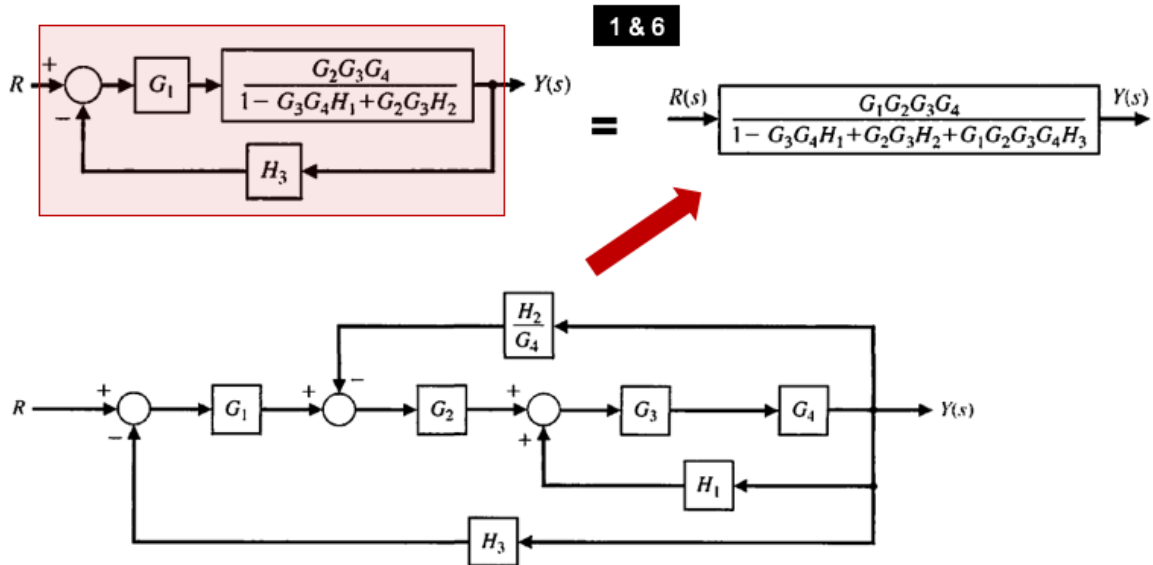 1 & 6
R + − G₁ G₂G₃G₄ / 1 − G₃G₄H₁+G₂G₃H₂ Y(s)
H₃
=
R(s) G₁G₂G₃G₄ / 1 − G₃G₄H₁+G₂G₃H₂+G₁G₂G₃G₄H₃ Y(s)
H₂ / G₄
R + − G₁ + − G₂ + + G₃ G₄ Y(s)
H₁
H₃